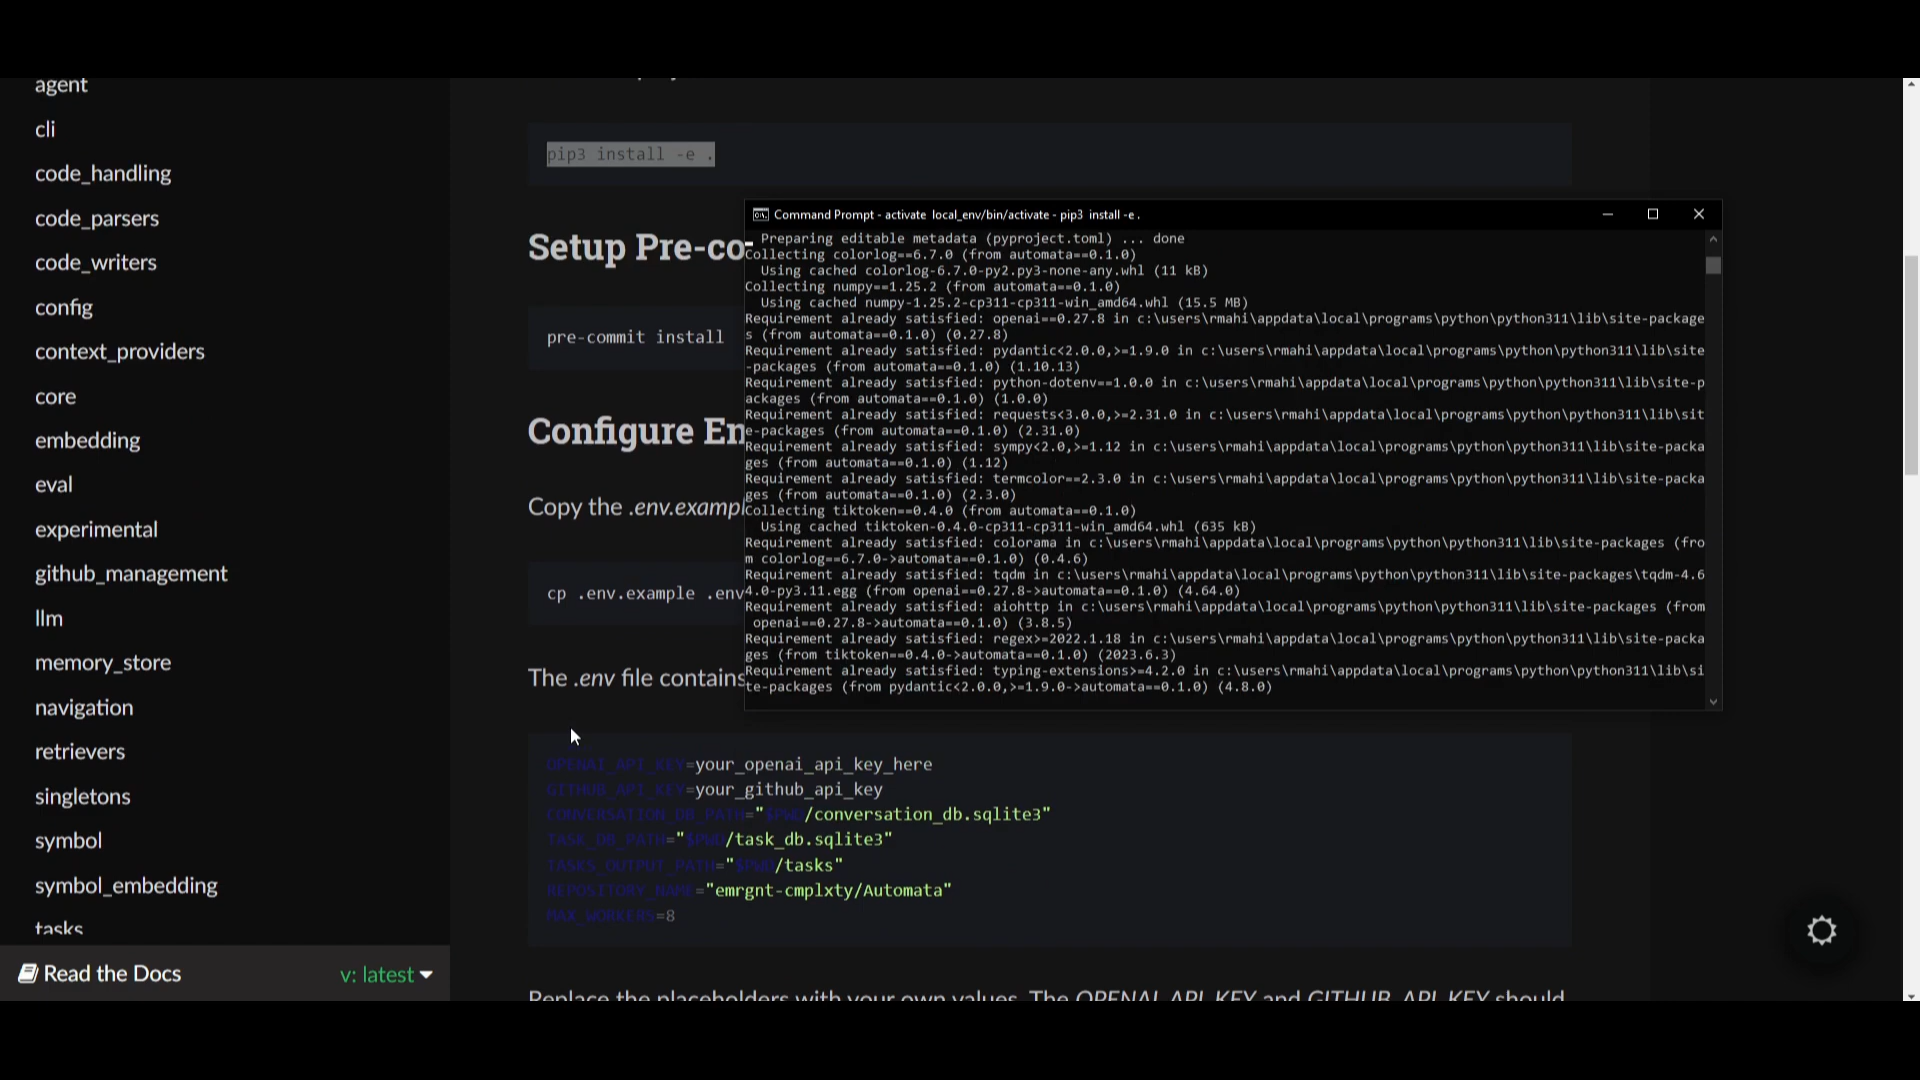 agent
cli
code_handling
code_parsers
code_writers
config
context_providers
core
embedding
eval
experimental
github_management
llm
memory_store
navigation
retrievers
singletons
symbol
symbol_embedding
tasks
Read the Docs
v: latest
pip3 install -e .
Setup Pre-co
pre-commit install
Configure En
Copy the .env.exampl
cp .env.example .env
The .env file contains
OPENAI_API_KEY=your_openai_api_key_here
GITHUB_API_KEY=your_github_api_key
CONVERSATION_DB_PATH="$PWD/conversation_db.sqlite3"
TASK_DB_PATH="$PWD/task_db.sqlite3"
TASKS_OUTPUT_PATH="$PWD/tasks"
REPOSITORY_NAME="emrgnt-cmplxty/Automata"
MAX_WORKERS=8
Replace the placeholders with your own values. The OPENAI_API_KEY and GITHUB_API_KEY should
Command Prompt - activate local_env/bin/activate - pip3 install -e .
Preparing editable metadata (pyproject.toml) ... done
Collecting colorlog==6.7.0 (from automata==0.1.0)
Using cached colorlog-6.7.0-py2.py3-none-any.whl (11 kB)
Collecting numpy==1.25.2 (from automata==0.1.0)
Using cached numpy-1.25.2-cp311-cp311-win_amd64.whl (15.5 MB)
Requirement already satisfied: openai==0.27.8 in c:\users\rmahi\appdata\local\programs\python\python311\lib\site-package
s (from automata==0.1.0) (0.27.8)
Requirement already satisfied: pydantic<2.0.0,>=1.9.0 in c:\users\rmahi\appdata\local\programs\python\python311\lib\site
-packages (from automata==0.1.0) (1.10.13)
Requirement already satisfied: python-dotenv==1.0.0 in c:\users\rmahi\appdata\local\programs\python\python311\lib\site-p
ackages (from automata==0.1.0) (1.0.0)
Requirement already satisfied: requests<3.0.0,>=2.31.0 in c:\users\rmahi\appdata\local\programs\python\python311\lib\sit
e-packages (from automata==0.1.0) (2.31.0)
Requirement already satisfied: sympy<2.0,>=1.12 in c:\users\rmahi\appdata\local\programs\python\python311\lib\site-packa
ges (from automata==0.1.0) (1.12)
Requirement already satisfied: termcolor==2.3.0 in c:\users\rmahi\appdata\local\programs\python\python311\lib\site-packa
ges (from automata==0.1.0) (2.3.0)
Collecting tiktoken==0.4.0 (from automata==0.1.0)
Using cached tiktoken-0.4.0-cp311-cp311-win_amd64.whl (635 kB)
Requirement already satisfied: colorama in c:\users\rmahi\appdata\local\programs\python\python311\lib\site-packages (fro
m colorlog==6.7.0->automata==0.1.0) (0.4.6)
Requirement already satisfied: tqdm in c:\users\rmahi\appdata\local\programs\python\python311\lib\site-packages\tqdm-4.6
4.0-py3.11.egg (from openai==0.27.8->automata==0.1.0) (4.64.0)
Requirement already satisfied: aiohttp in c:\users\rmahi\appdata\local\programs\python\python311\lib\site-packages (from
openai==0.27.8->automata==0.1.0) (3.8.5)
Requirement already satisfied: regex>=2022.1.18 in c:\users\rmahi\appdata\local\programs\python\python311\lib\site-packa
ges (from tiktoken==0.4.0->automata==0.1.0) (2023.6.3)
Requirement already satisfied: typing-extensions>=4.2.0 in c:\users\rmahi\appdata\local\programs\python\python311\lib\si
te-packages (from pydantic<2.0.0,>=1.9.0->automata==0.1.0) (4.8.0)